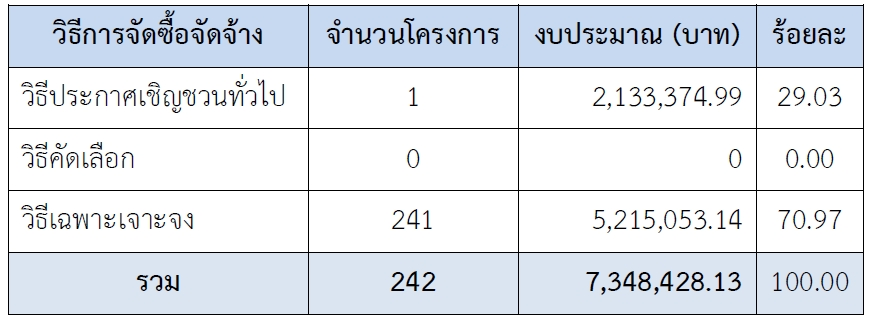 วิธีการจัดซื้อจัดจ้าง จำนวนโครงการ งบประมาณ (บาท) ร้อยละ
วิธีประกาศเชิญชวนทั่วไป 1 2,133,374.99 29.03
วิธีคัดเลือก 0 0 0.00
วิธีเฉพาะเจาะจง 241 5,215,053.14 70.97
รวม 242 7,348,428.13 100.00